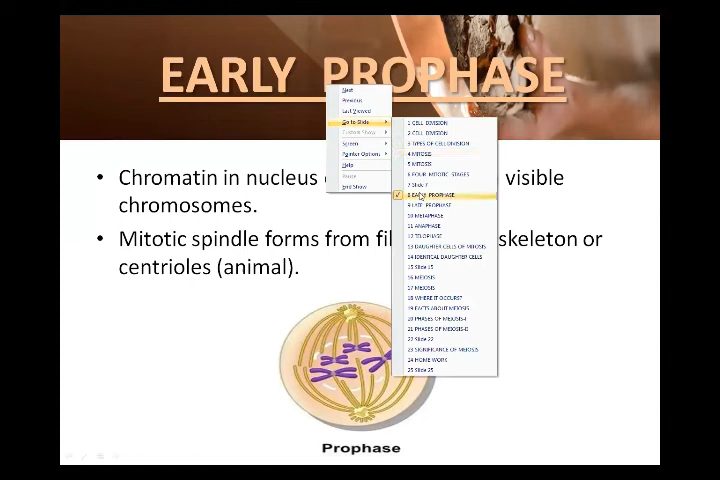 EARLY PROPHASE
Chromatin in nucleus
visible
chromosomes.
Mitotic spindle forms from
skeleton or
centrioles (animal).
Prophase
Next
Previous
Last Viewed
Go to Slide
Custom Show
Screen
Pointer Options
Help
Pause
End Show
1 CELL DIVISION
2 CELL DIVISION
3 TYPES OF CELL DIVISION
4 MITOSIS
5 MITOSIS
6 FOUR MITOTIC STAGES
7 Slide 7
8 EARLY PROPHASE
9 LATE PROPHASE
10 METAPHASE
11 ANAPHASE
12 TELOPHASE
13 DAUGHTER CELLS OF MITOSIS
14 IDENTICAL DAUGHTER CELLS
15 Slide 15
16 MEIOSIS
17 MEIOSIS
18 WHERE IT OCCURS?
19 FACTS ABOUT MEIOSIS
20 PHASES OF MEIOSIS-I
21 PHASES OF MEIOSIS-II
22 Slide 22
23 SIGNIFICANCE OF MEIOSIS
24 HOME WORK
25 Slide 25